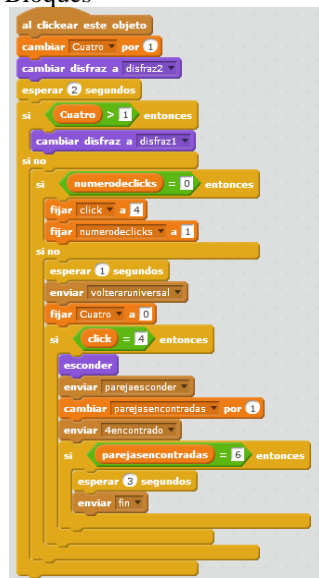 Bloques
al clickear este objeto
cambiar Cuatro por 1
cambiar disfraz a disfraz2
esperar 2 segundos
si Cuatro > 1 entonces
cambiar disfraz a disfraz1
si no
si numerodeclicks = 0 entonces
fijar click a 4
fijar numerodeclicks a 1
si no
esperar 1 segundos
enviar volteraruniversal
fijar Cuatro a 0
si click = 4 entonces
esconder
enviar parejaesconder
cambiar parejasencontradas por 1
enviar 4encontrado
si parejasencontradas = 6 entonces
esperar 3 segundos
enviar fin